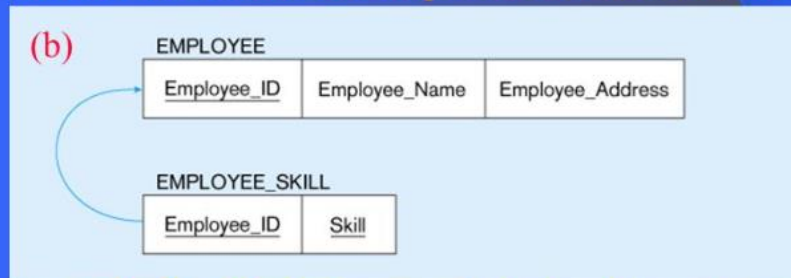 (b)
EMPLOYEE
Employee_ID Employee_Name Employee_Address
EMPLOYEE_SKILL
Employee_ID Skill